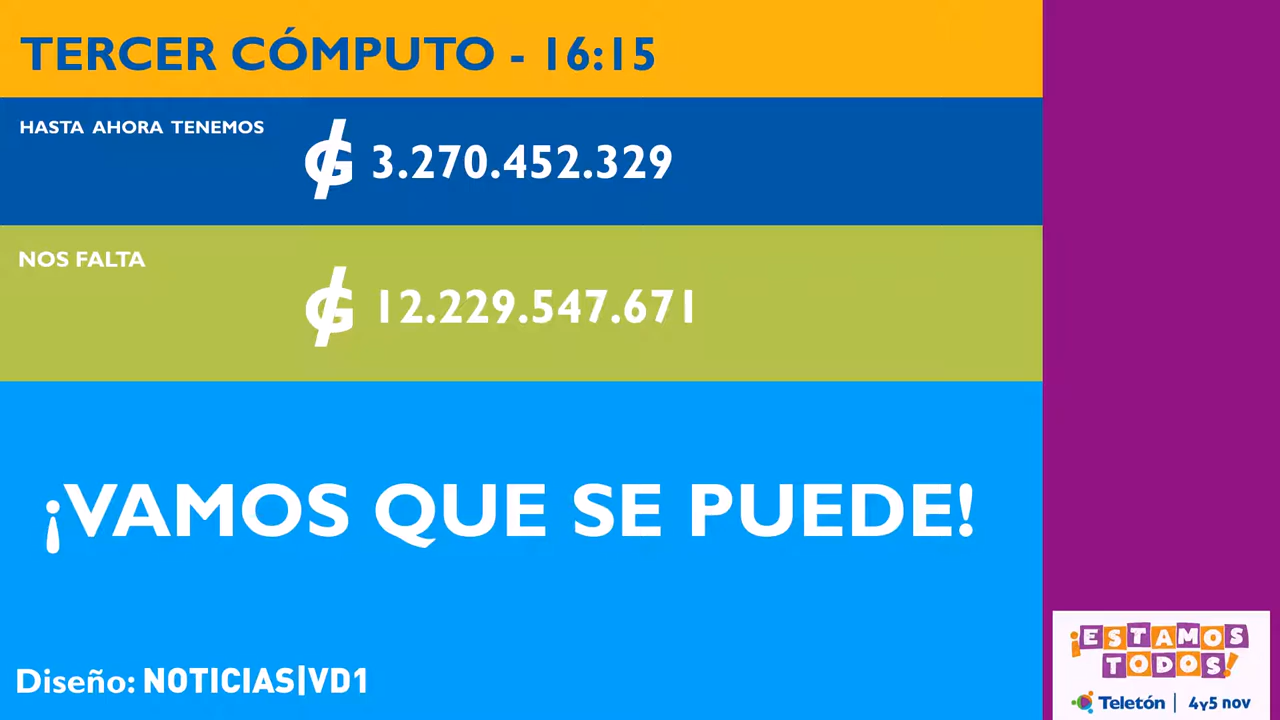 TERCER CÓMPUTO - 16:15
HASTA AHORA TENEMOS
₲ 3.270.452.329
NOS FALTA
₲ 12.229.547.671
¡VAMOS QUE SE PUEDE!
Diseño: NOTICIAS|VD1
¡ESTAMOS
TODOS!
Teletón | 4y5 nov